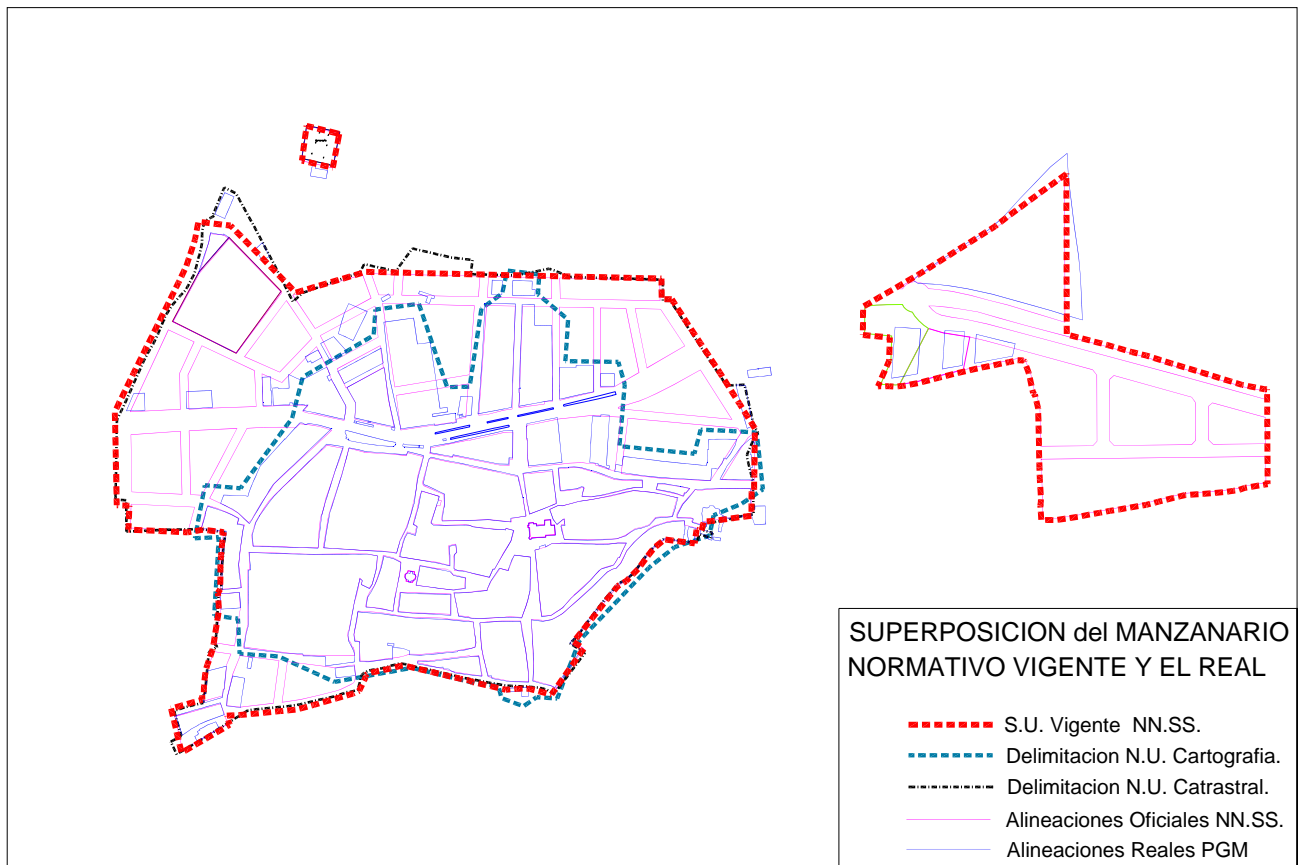 SUPERPOSICION del MANZANARIO
NORMATIVO VIGENTE Y EL REAL
S.U. Vigente NN.SS.
Delimitacion N.U. Cartografia.
Delimitacion N.U. Catrastral.
Alineaciones Oficiales NN.SS.
Alineaciones Reales PGM